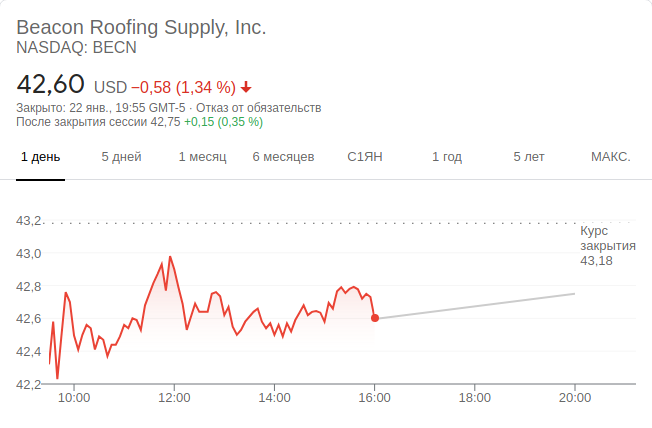 Beacon Roofing Supply, Inc.
NASDAQ: BECN
42,60 USD −0,58 (1,34 %)
Закрыто: 22 янв., 19:55 GMT-5 · Отказ от обязательств
После закрытия сессии 42,75 +0,15 (0,35 %)
1 день 5 дней 1 месяц 6 месяцев С1ЯН 1 год 5 лет МАКС.
43,2
Курс
закрытия
43,18
43,0
42,8
42,6
42,4
42,2
10:00 12:00 14:00 16:00 18:00 20:00